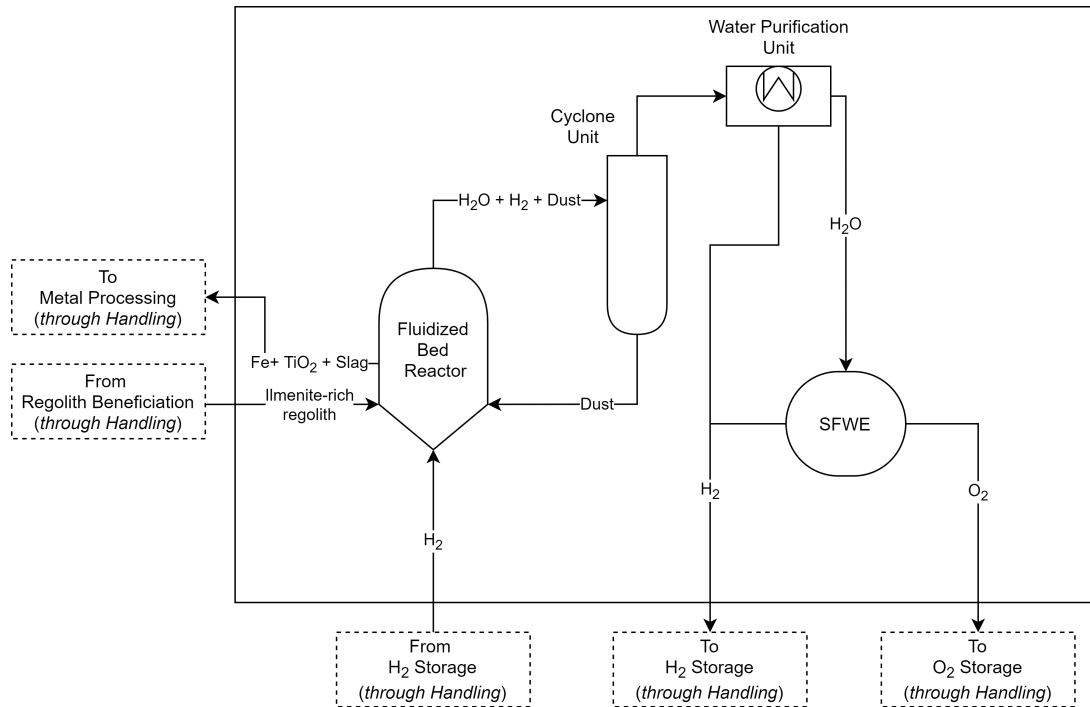 Water Purification
Unit
Cyclone
Unit
H₂O + H₂ + Dust
H₂O
To
Metal Processing
(through Handling)
Fluidized
Bed
Reactor
Fe+ TiO₂ + Slag
From
Regolith Beneficiation
(through Handling)
Ilmenite-rich
regolith
Dust
SFWE
H₂
O₂
H₂
From
H₂ Storage
(through Handling)
To
H₂ Storage
(through Handling)
To
O₂ Storage
(through Handling)